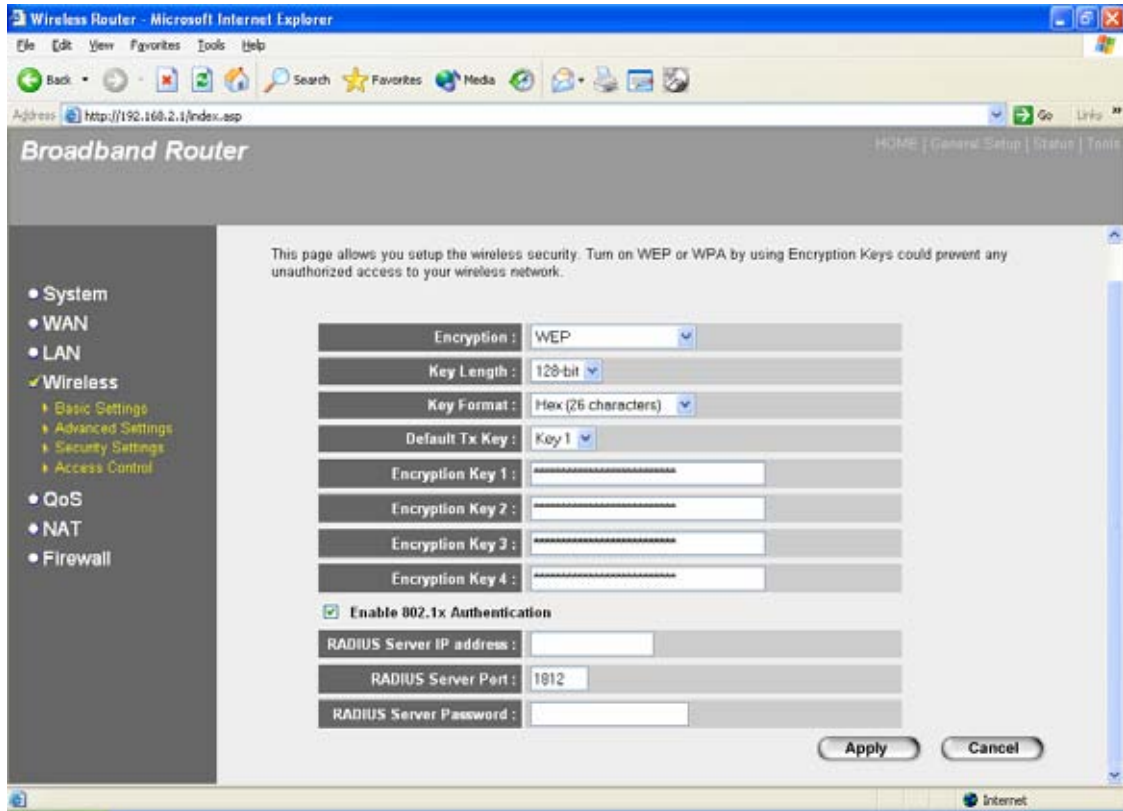 Wireless Router - Microsoft Internet Explorer
File Edit View Favorites Tools Help
Back Search Favorites Media
Address http://192.168.2.1/index.asp Go Links »
Broadband Router
HOME | General Setup | Status | Tools
This page allows you setup the wireless security. Turn on WEP or WPA by using Encryption Keys could prevent any
unauthorized access to your wireless network.
System
WAN
LAN
Wireless
Basic Settings
Advanced Settings
Security Settings
Access Control
QoS
NAT
Firewall
Encryption : WEP
Key Length : 128-bit
Key Format : Hex (26 characters)
Default Tx Key : Key 1
Encryption Key 1 : **************************
Encryption Key 2 : **************************
Encryption Key 3 : **************************
Encryption Key 4 : **************************
Enable 802.1x Authentication
RADIUS Server IP address :
RADIUS Server Port : 1812
RADIUS Server Password :
Apply Cancel
Internet